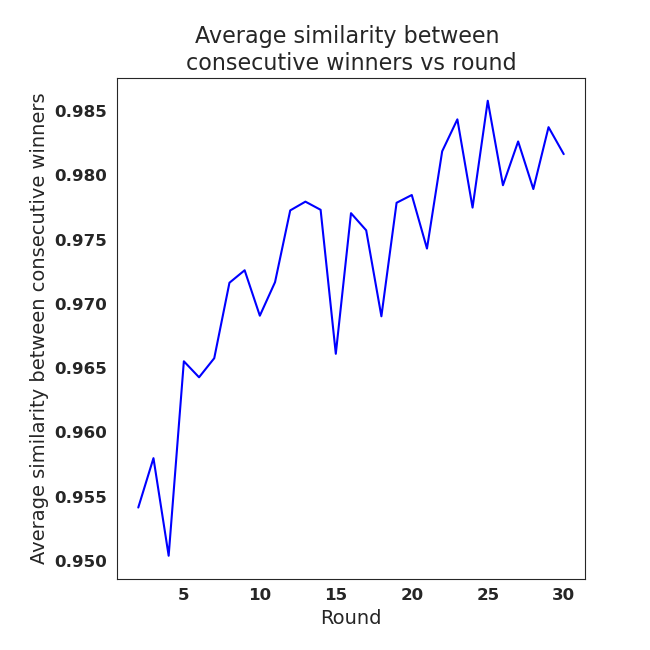 Average similarity between
consecutive winners vs round
Average similarity between consecutive winners
0.985
0.980
0.975
0.970
0.965
0.960
0.955
0.950
5 10 15 20 25 30
Round